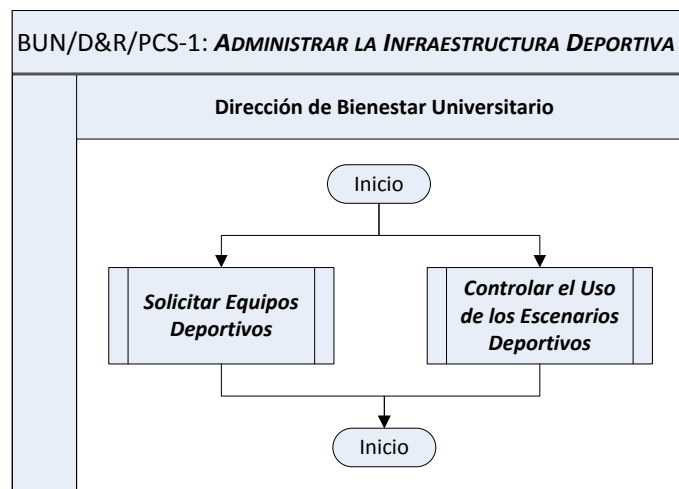 BUN/D&R/PCS-1: ADMINISTRAR LA INFRAESTRUCTURA DEPORTIVA
Dirección de Bienestar Universitario
Inicio
Solicitar Equipos
Deportivos
Controlar el Uso
de los Escenarios
Deportivos
Inicio